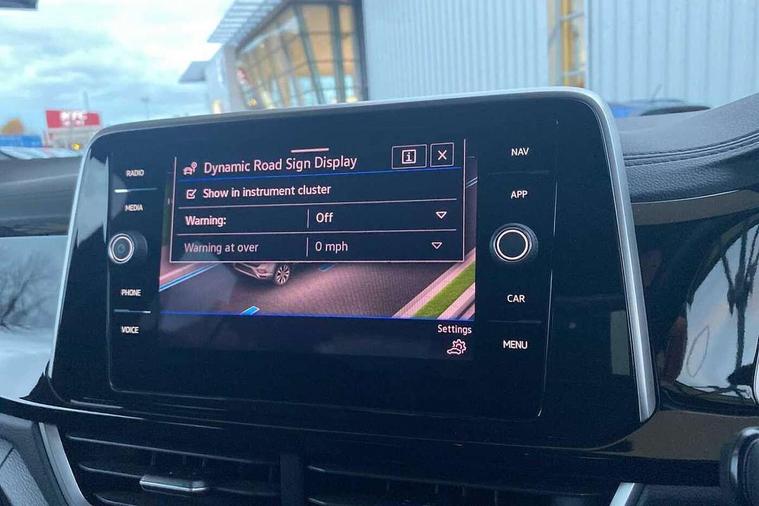 RADIO
MEDIA
PHONE
VOICE
Dynamic Road Sign Display
Show in instrument cluster
Warning: Off
Warning at over 0 mph
Settings
NAV
APP
CAR
MENU